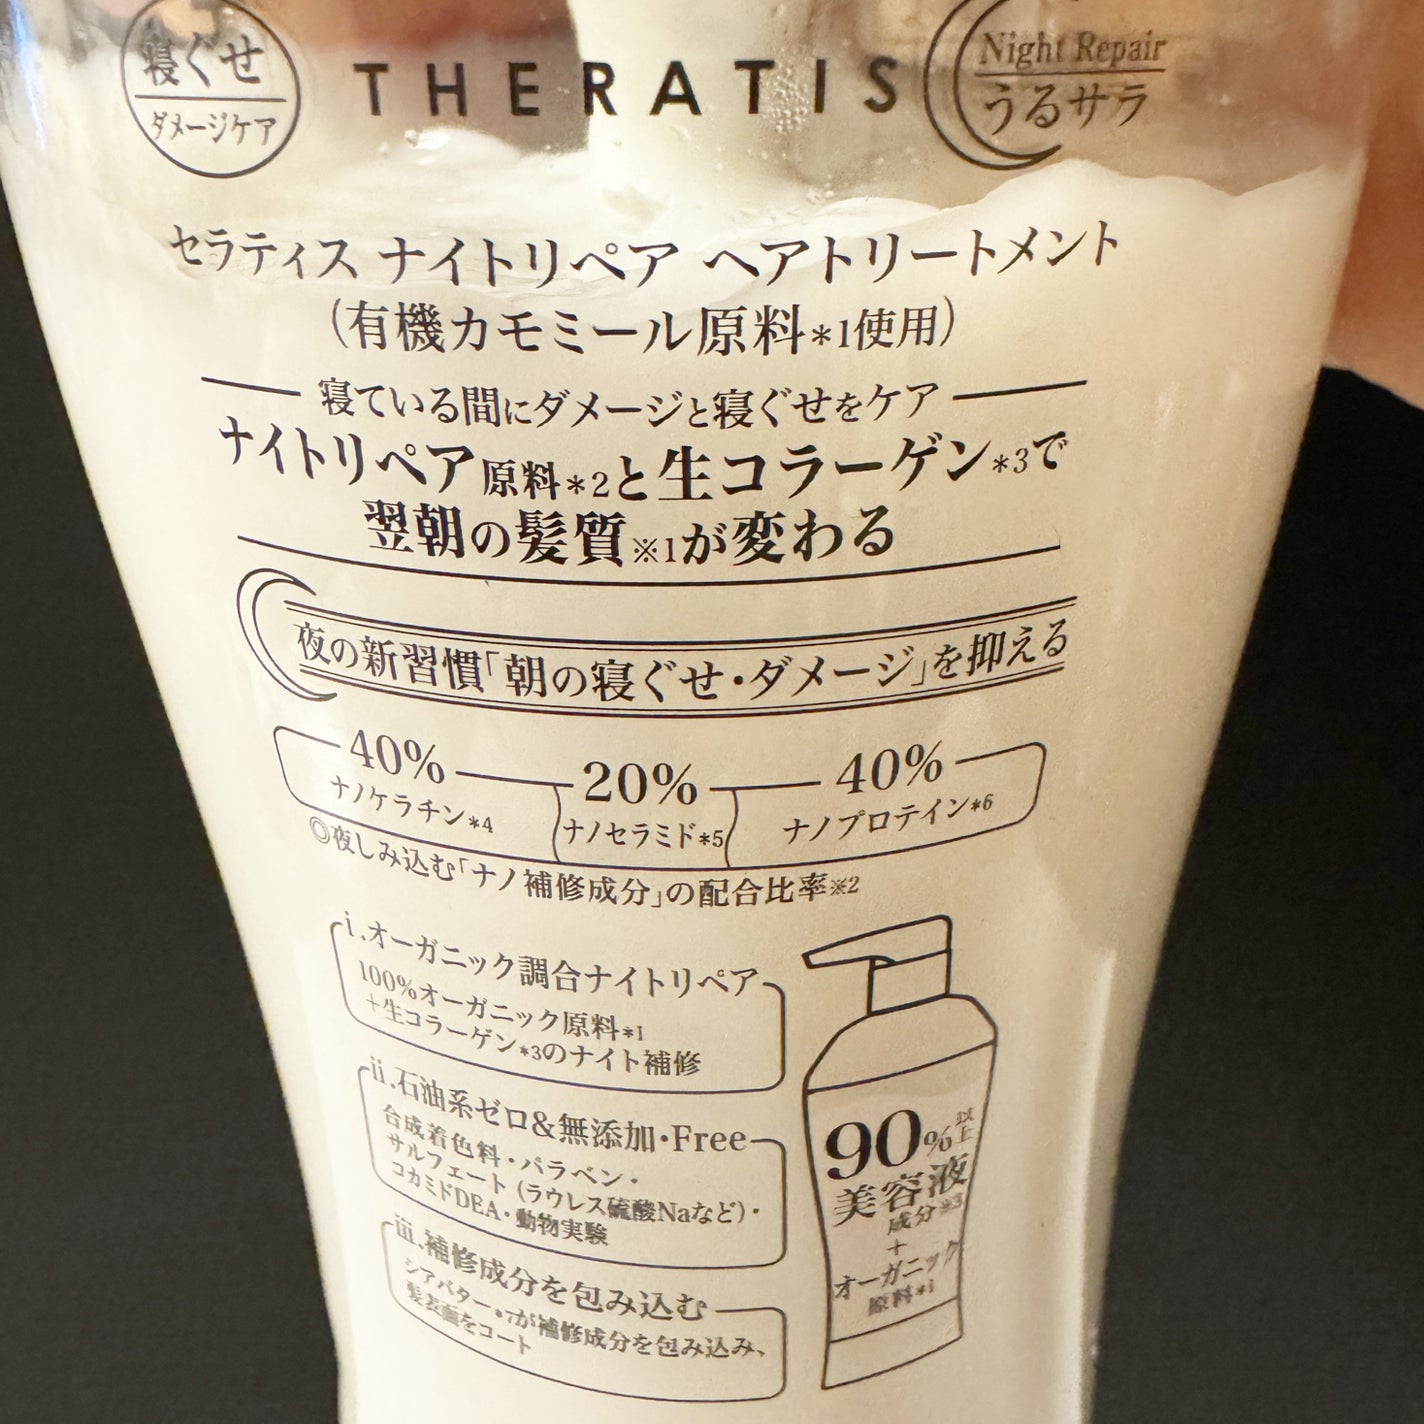 寝ぐせ
ダメージケア
THERATIS
Night Repair
うるサラ
セラティス ナイトリペア ヘアトリートメント
(有機カモミール原料*1使用)
寝ている間にダメージと寝ぐせをケア
ナイトリペア原料*2と生コラーゲン*3で
翌朝の髪質※1が変わる
夜の新習慣「朝の寝ぐせ・ダメージ」を抑える
40%
ナノケラチン*4
20%
ナノセラミド*5
40%
ナノプロテイン*6
◎夜しみ込む「ナノ補修成分」の配合比率※2
i.オーガニック調合ナイトリペア
100%オーガニック原料*1
+生コラーゲン*3のナイト補修
ii.石油系ゼロ&無添加・Free
合成着色料・パラベン・
サルフェート(ラウレス硫酸Naなど)・
コカミドDEA・動物実験
iii.補修成分を包み込む
シアバター*7が補修成分を包み込み、
髪表面をコート
90%以上
美容液
成分※3
+
オーガニック
原料*1